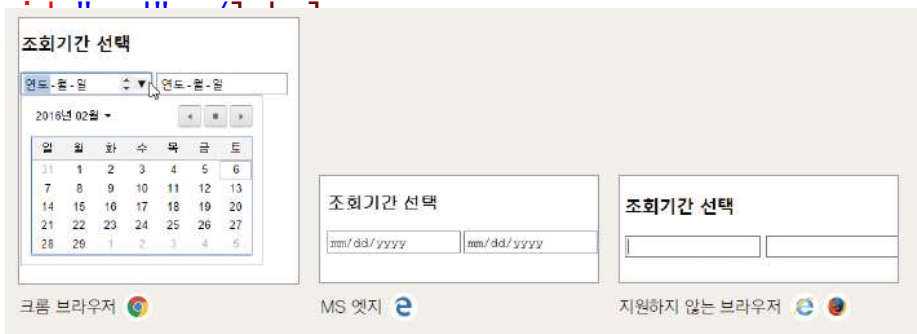 조회기간 선택
연도-월-일 연도-월-일
2016년 02월
일 월 화 수 목 금 토
31 1 2 3 4 5 6
7 8 9 10 11 12 13
14 15 16 17 18 19 20
21 22 23 24 25 26 27
28 29 1 2 3 4 5
크롬 브라우저
조회기간 선택
mm/dd/yyyy mm/dd/yyyy
MS 엣지
조회기간 선택
지원하지 않는 브라우저